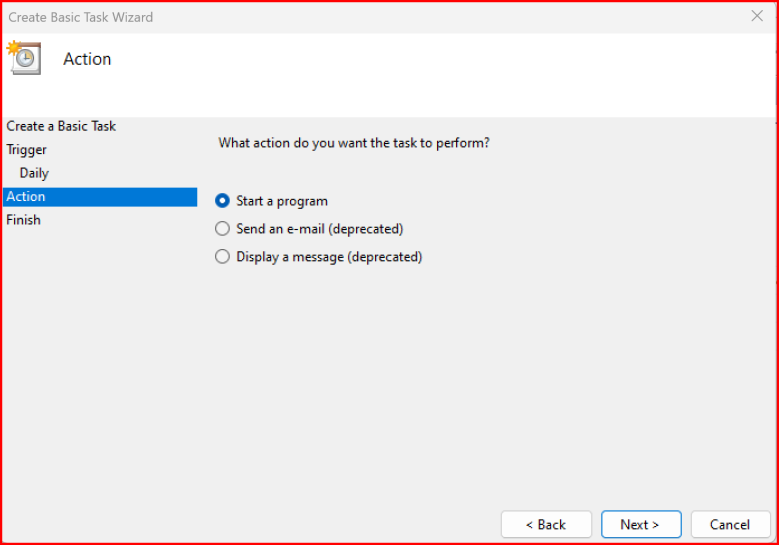 Create Basic Task Wizard
Action
Create a Basic Task
Trigger
Daily
Action
Finish
What action do you want the task to perform?
Start a program
Send an e-mail (deprecated)
Display a message (deprecated)
< Back
Next >
Cancel